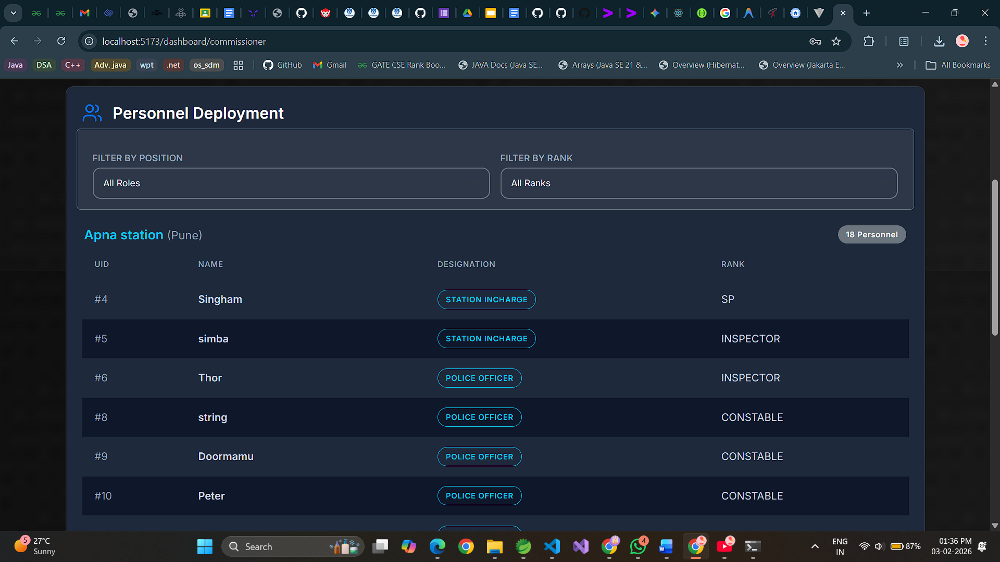 localhost:5173/dashboard/commissioner
Java DSA C++ Adv. java wpt .net os_sdm GitHub Gmail GATE CSE Rank Boo... JAVA Docs (Java SE... Arrays (Java SE 21 &... Overview (Hibernat... Overview (Jakarta E... All Bookmarks
Personnel Deployment
FILTER BY POSITION FILTER BY RANK
All Roles All Ranks
Apna station (Pune) 18 Personnel
UID NAME DESIGNATION RANK
#4 Singham STATION INCHARGE SP
#5 simba STATION INCHARGE INSPECTOR
#6 Thor POLICE OFFICER INSPECTOR
#8 string POLICE OFFICER CONSTABLE
#9 Doormamu POLICE OFFICER CONSTABLE
#10 Peter POLICE OFFICER CONSTABLE
5 27°C
Sunny
Search
4
ENG
IN
87%
01:36 PM
03-02-2026